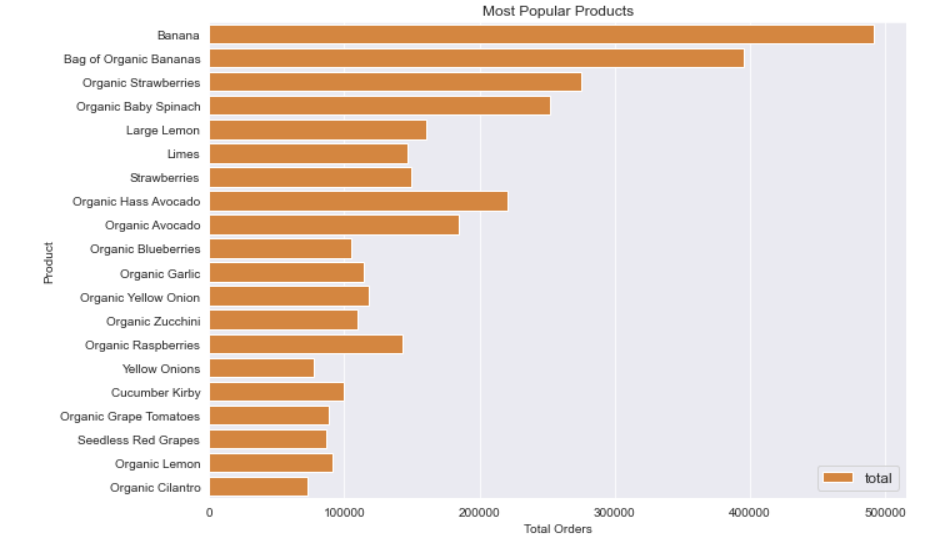 Most Popular Products
Product
Banana
Bag of Organic Bananas
Organic Strawberries
Organic Baby Spinach
Large Lemon
Limes
Strawberries
Organic Hass Avocado
Organic Avocado
Organic Blueberries
Organic Garlic
Organic Yellow Onion
Organic Zucchini
Organic Raspberries
Yellow Onions
Cucumber Kirby
Organic Grape Tomatoes
Seedless Red Grapes
Organic Lemon
Organic Cilantro
total
0 100000 200000 300000 400000 500000
Total Orders